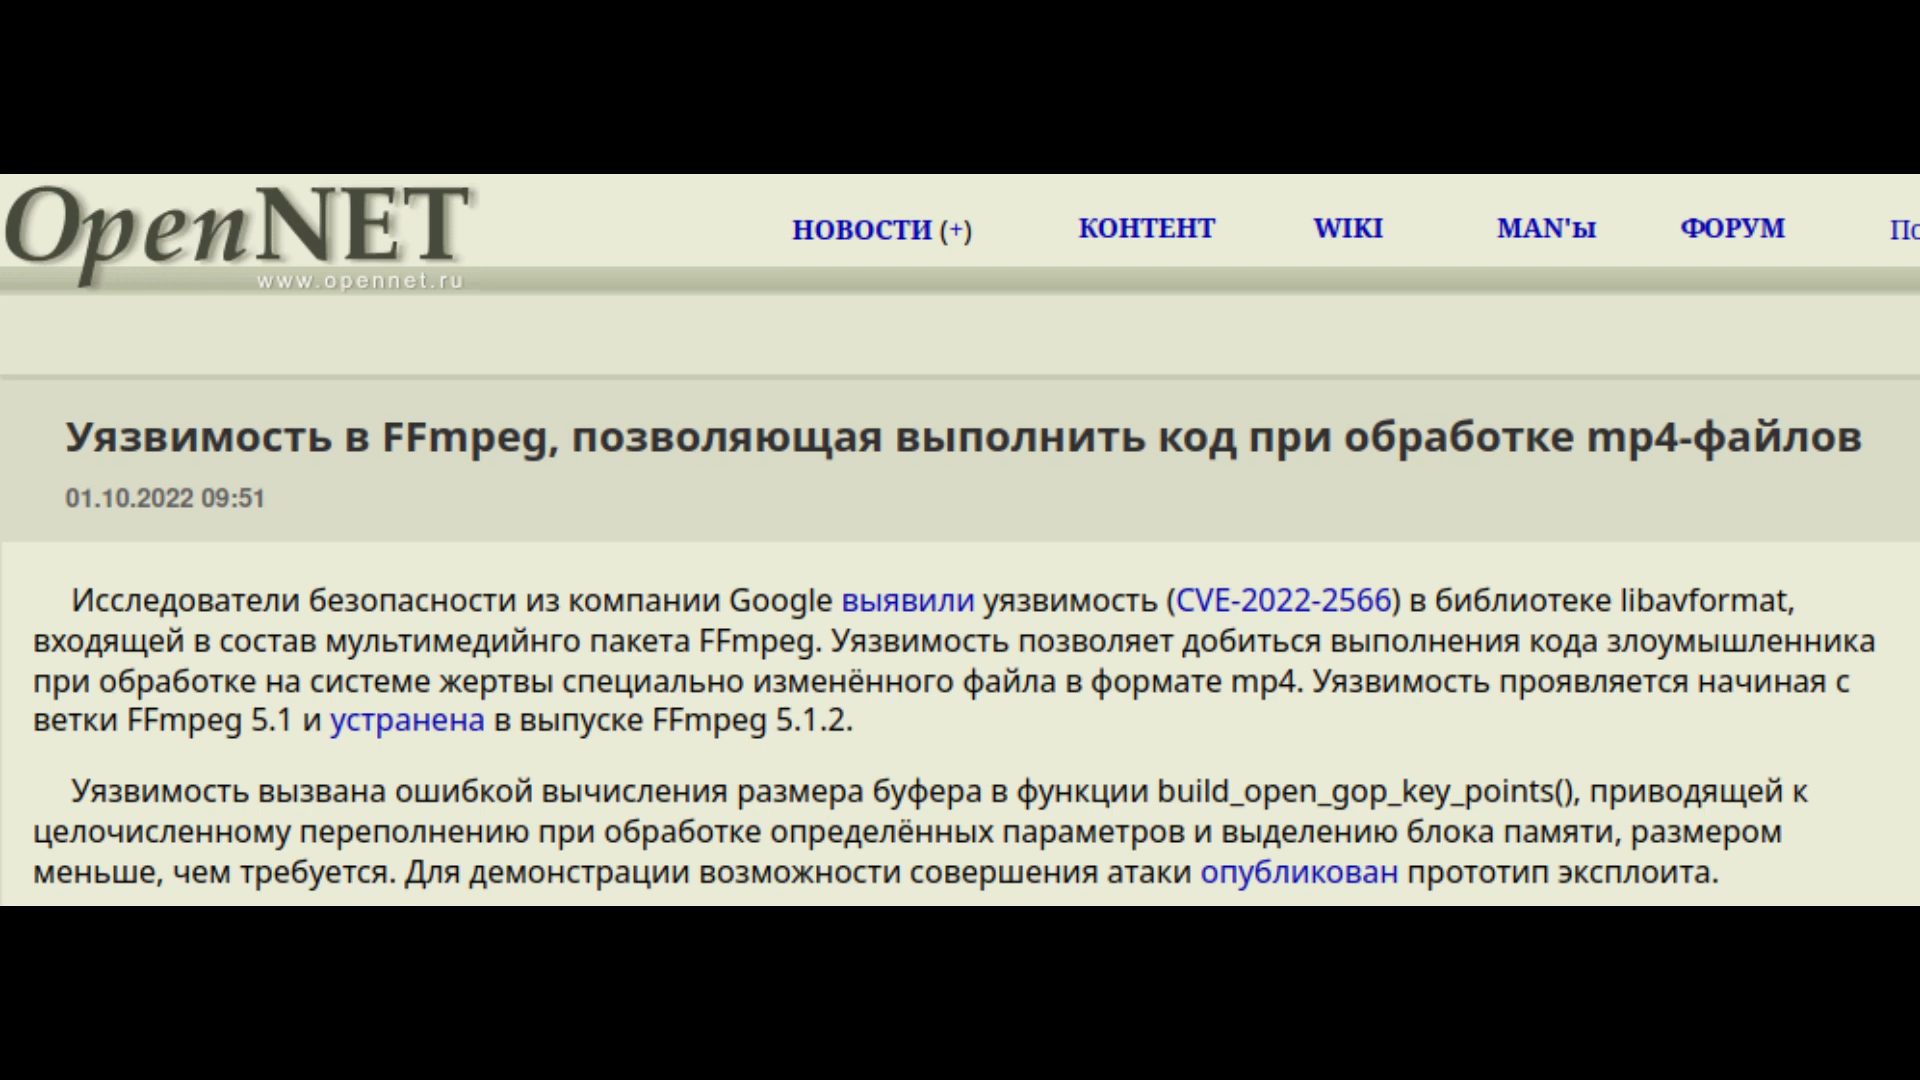 OpenNET
www.opennet.ru
НОВОСТИ (+) КОНТЕНТ WIKI MAN'ы ФОРУМ По
Уязвимость в FFmpeg, позволяющая выполнить код при обработке mp4-файлов
01.10.2022 09:51
Исследователи безопасности из компании Google выявили уязвимость (CVE-2022-2566) в библиотеке libavformat,
входящей в состав мультимедийнго пакета FFmpeg. Уязвимость позволяет добиться выполнения кода злоумышленника
при обработке на системе жертвы специально изменённого файла в формате mp4. Уязвимость проявляется начиная с
ветки FFmpeg 5.1 и устранена в выпуске FFmpeg 5.1.2.
Уязвимость вызвана ошибкой вычисления размера буфера в функции build_open_gop_key_points(), приводящей к
целочисленному переполнению при обработке определённых параметров и выделению блока памяти, размером
меньше, чем требуется. Для демонстрации возможности совершения атаки опубликован прототип эксплоита.